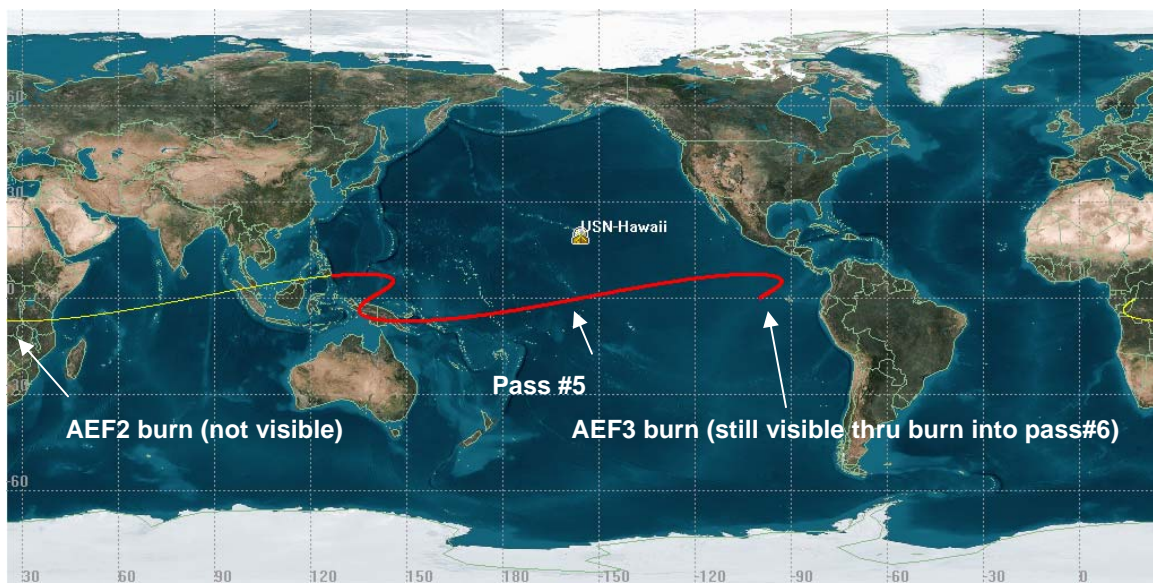 60
30
USN-Hawaii
0
Pass #5
-30
AEF2 burn (not visible)
AEF3 burn (still visible thru burn into pass#6)
-60
30 60 90 120 150 180 -150 -120 -90 -60 -30 0